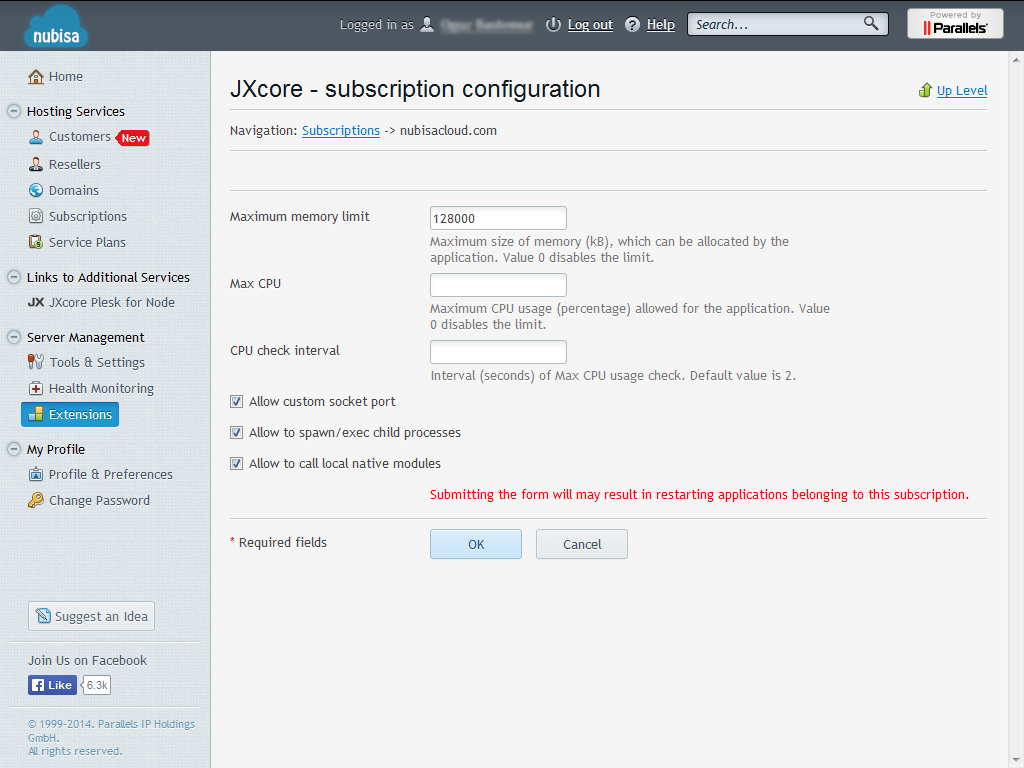 nubisa
Logged in as
Log out
Help
Search...
Powered by
Parallels
Home
Hosting Services
Customers New
Resellers
Domains
Subscriptions
Service Plans
Links to Additional Services
JX JXcore Plesk for Node
Server Management
Tools & Settings
Health Monitoring
Extensions
My Profile
Profile & Preferences
Change Password
Suggest an Idea
Join Us on Facebook
Like 6.3k
© 1999-2014. Parallels IP Holdings
GmbH.
All rights reserved.
JXcore - subscription configuration
Up Level
Navigation: Subscriptions -> nubisacloud.com
Maximum memory limit
128000
Maximum size of memory (kB), which can be allocated by the
application. Value 0 disables the limit.
Max CPU
Maximum CPU usage (percentage) allowed for the application. Value
0 disables the limit.
CPU check interval
Interval (seconds) of Max CPU usage check. Default value is 2.
Allow custom socket port
Allow to spawn/exec child processes
Allow to call local native modules
Submitting the form will may result in restarting applications belonging to this subscription.
* Required fields
OK
Cancel